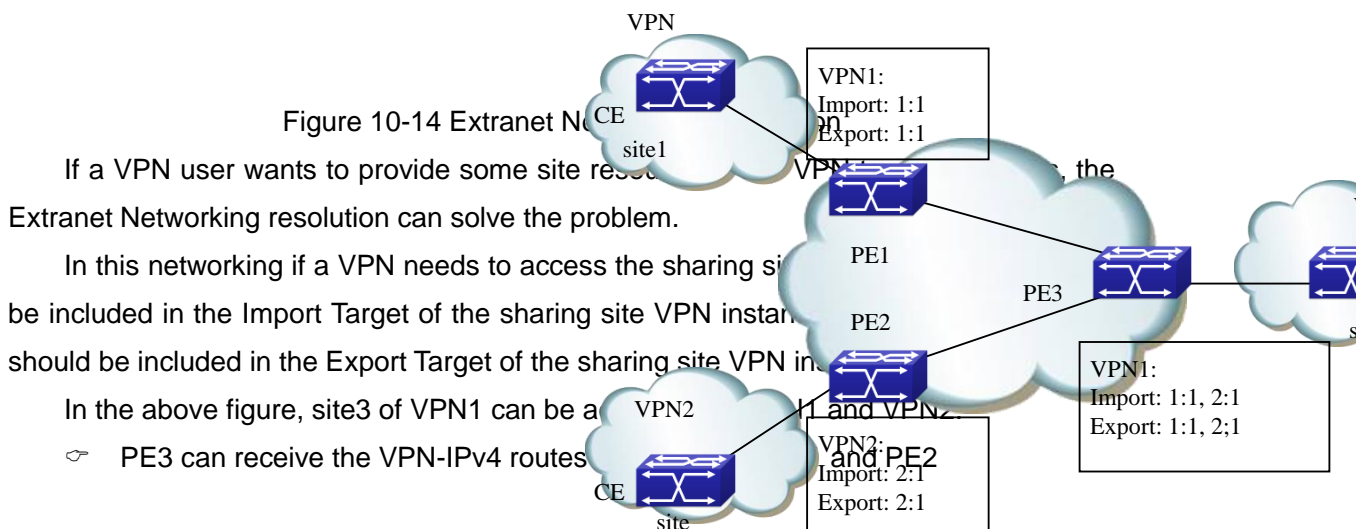 VPN
VPN1:
Import: 1:1
Export: 1:1
CE
site1
Figure 10-14 Extranet
If a VPN user wants to provide some site VPN the
Extranet Networking resolution can solve the problem.
In this networking if a VPN needs to access the sharing
be included in the Import Target of the sharing site VPN
should be included in the Export Target of the sharing site VPN
In the above figure, site3 of VPN1 can be and VPN2.
☞ PE3 can receive the VPN-IPv4 routes and PE2
PE1
PE3
PE2
VPN1:
Import: 1:1, 2:1
Export: 1:1, 2;1
VPN2
VPN2:
Import: 2:1
Export: 2:1
CE
site